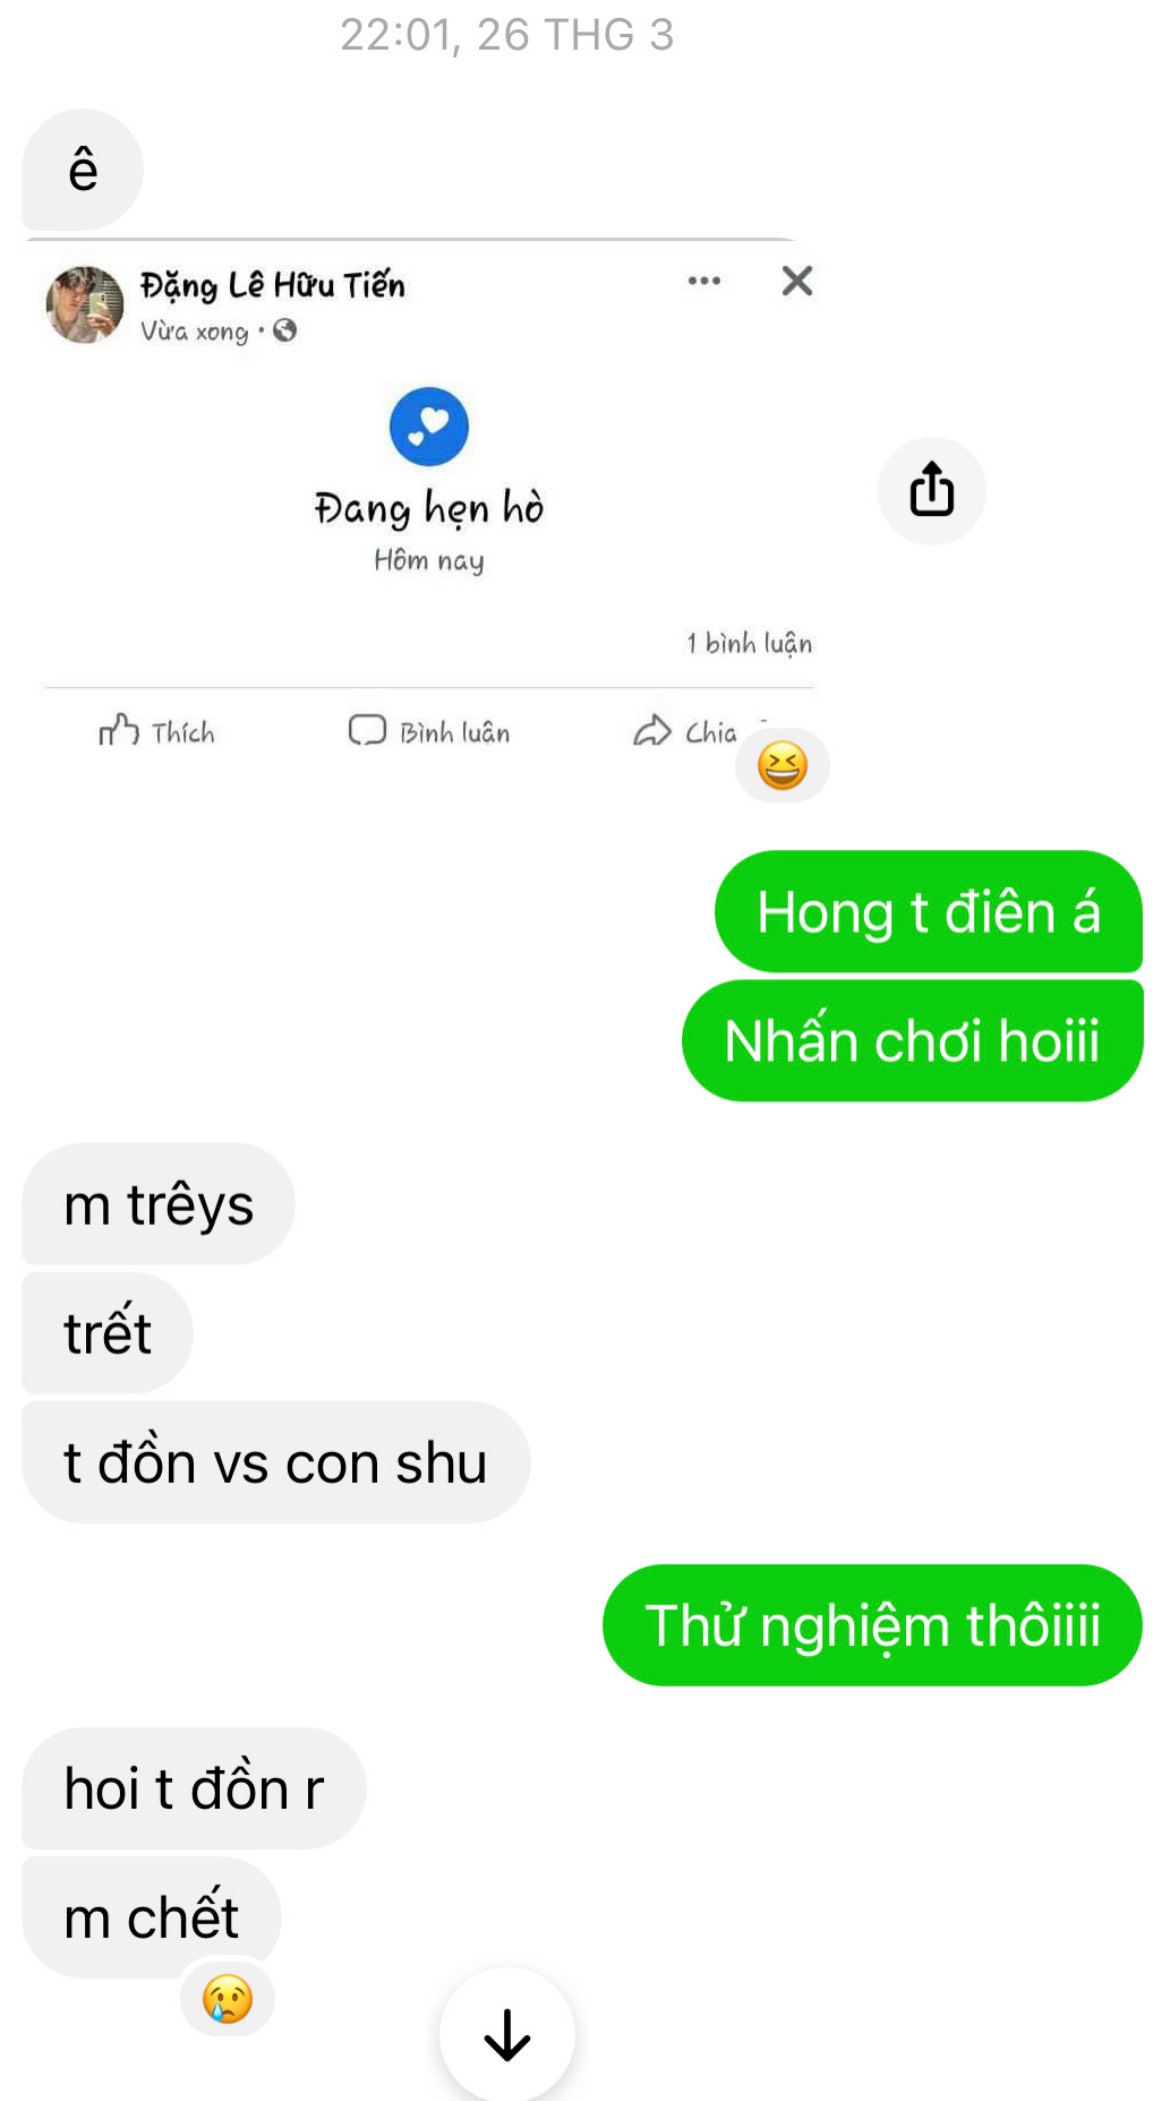 22:01, 26 THG 3
ê
Đặng Lê Hữu Tiến
Vừa xong ·
Đang hẹn hò
Hôm nay
1 bình luận
Thích Bình luận Chia
Hong t điên á
Nhấn chơi hoiii
m trêys
trết
t đồn vs con shu
Thử nghiệm thôiiii
hoi t đồn r
m chết